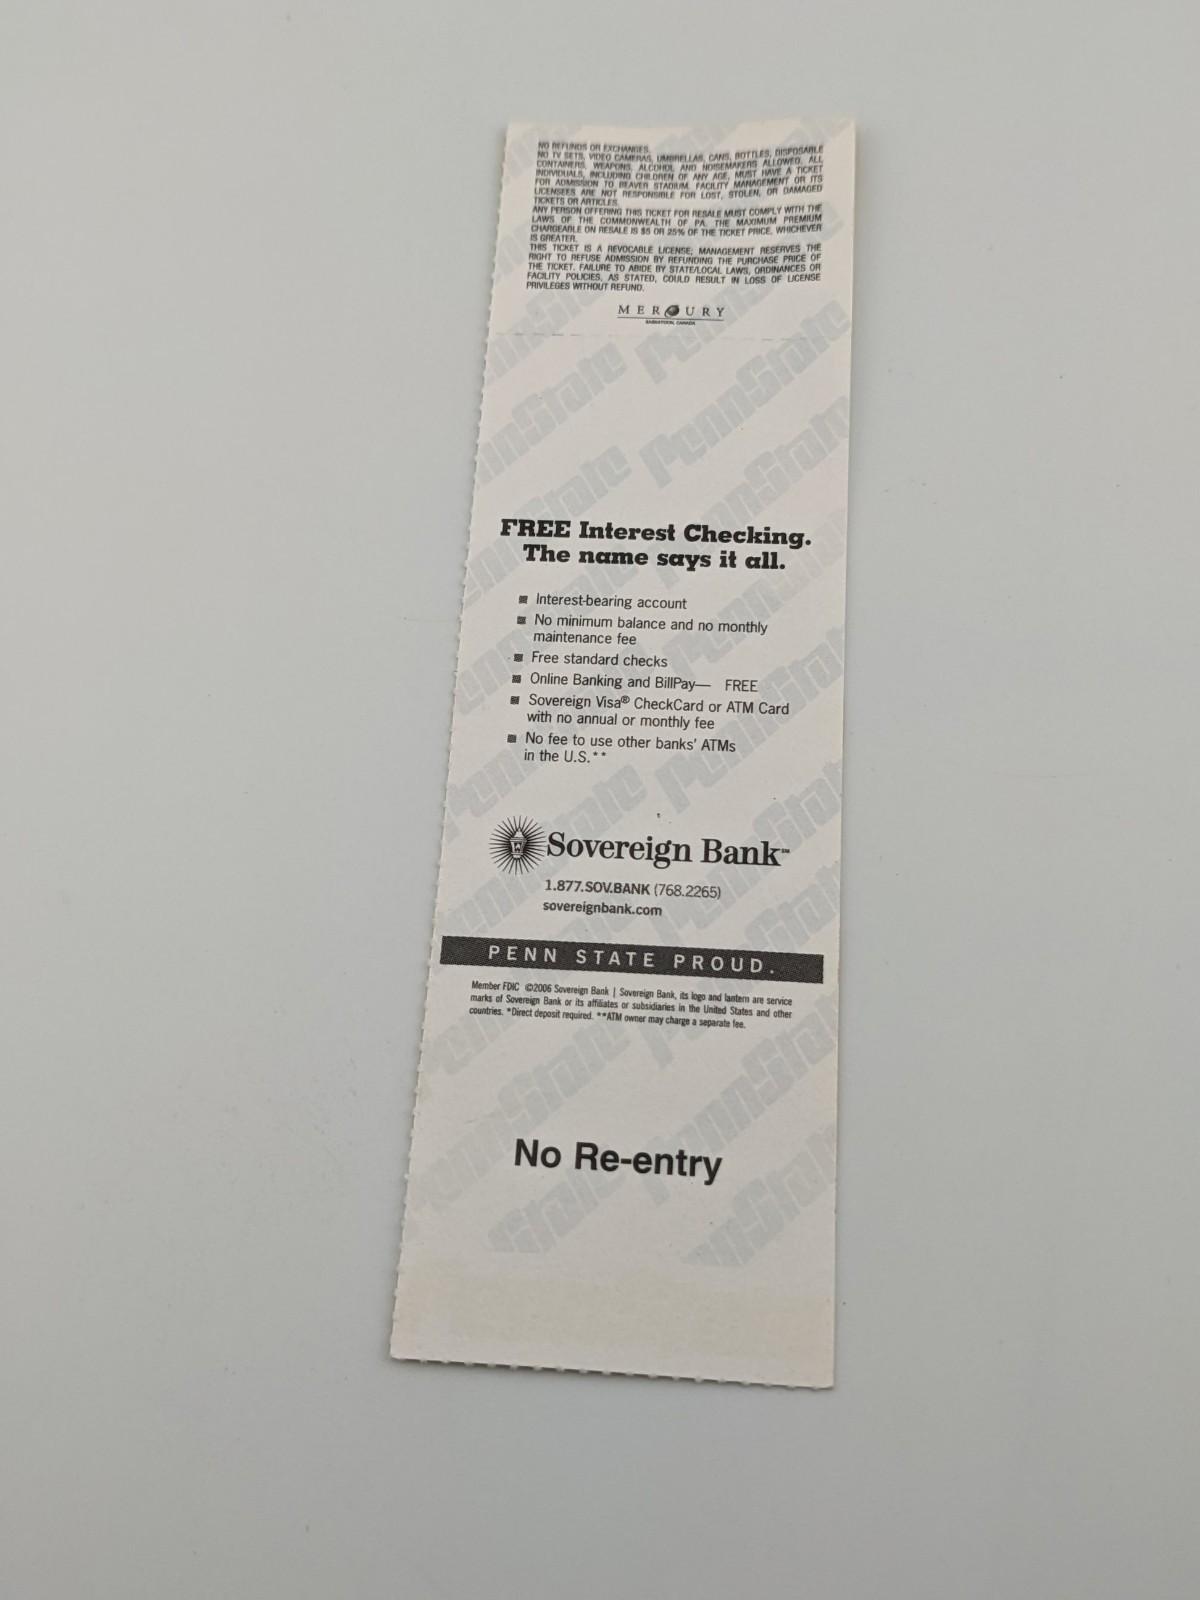 NO REFUNDS OR EXCHANGES.
NO TV SETS, VIDEO CAMERAS, UMBRELLAS, CANS, BOTTLES, DISPOSABLE
CONTAINERS, WEAPONS, ALCOHOL AND NOISEMAKERS ALLOWED. ALL
INDIVIDUALS, INCLUDING CHILDREN OF ANY AGE, MUST HAVE A TICKET
FOR ADMISSION TO BEAVER STADIUM. FACILITY MANAGEMENT OR ITS
LICENSEES ARE NOT RESPONSIBLE FOR LOST, STOLEN, OR DAMAGED
TICKETS OR ARTICLES.
ANY PERSON OFFERING THIS TICKET FOR RESALE MUST COMPLY WITH THE
LAWS OF THE COMMONWEALTH OF PA. THE MAXIMUM PREMIUM
CHARGEABLE ON RESALE IS $5 OR 25% OF THE TICKET PRICE, WHICHEVER
IS GREATER.
THIS TICKET IS A REVOCABLE LICENSE; MANAGEMENT RESERVES THE
RIGHT TO REFUSE ADMISSION BY REFUNDING THE PURCHASE PRICE OF
THE TICKET. FAILURE TO ABIDE BY STATE/LOCAL LAWS, ORDINANCES OR
FACILITY POLICIES, AS STATED, COULD RESULT IN LOSS OF LICENSE
PRIVILEGES WITHOUT REFUND.
MERCURY
SASKATOON, CANADA
FREE Interest Checking.
The name says it all.
Interest-bearing account
No minimum balance and no monthly
maintenance fee
Free standard checks
Online Banking and BillPay— FREE
Sovereign Visa® CheckCard or ATM Card
with no annual or monthly fee
No fee to use other banks' ATMs
in the U.S.**
Sovereign Bank℠
1.877.SOV.BANK (768.2265)
sovereignbank.com
PENN STATE PROUD.
Member FDIC ©2006 Sovereign Bank | Sovereign Bank, its logo and lantern are service
marks of Sovereign Bank or its affiliates or subsidiaries in the United States and other
countries. *Direct deposit required. **ATM owner may charge a separate fee.
No Re-entry
PennState